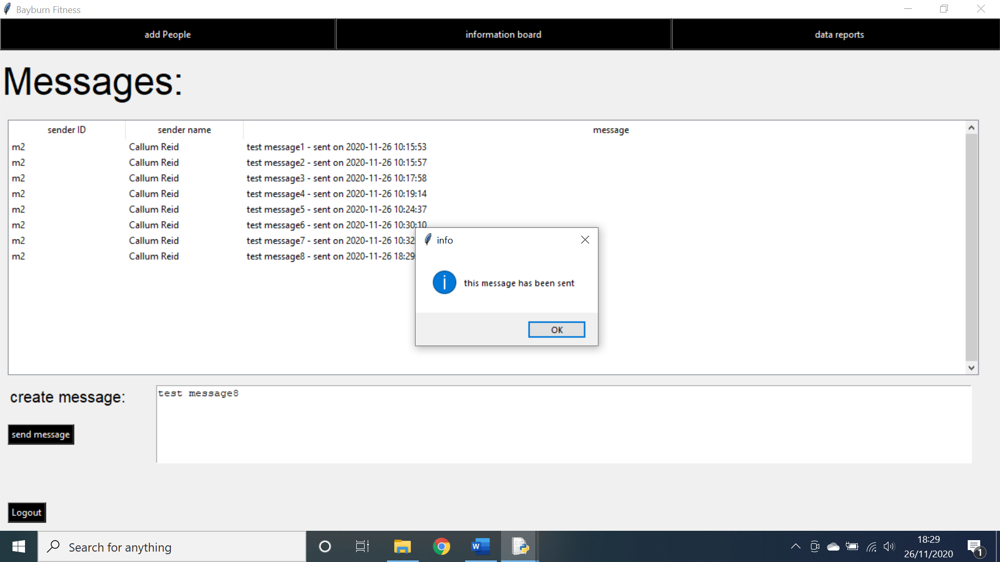 Bayburn Fitness
add People information board data reports
Messages:
sender ID sender name message
m2 Callum Reid test message1 - sent on 2020-11-26 10:15:53
m2 Callum Reid test message2 - sent on 2020-11-26 10:15:57
m2 Callum Reid test message3 - sent on 2020-11-26 10:17:58
m2 Callum Reid test message4 - sent on 2020-11-26 10:19:14
m2 Callum Reid test message5 - sent on 2020-11-26 10:24:37
m2 Callum Reid test message6 - sent on 2020-11-26 10:30:10
m2 Callum Reid test message7 - sent on 2020-11-26 10:32
m2 Callum Reid test message8 - sent on 2020-11-26 18:29
info
this message has been sent
OK
create message: test message8
send message
Logout
Search for anything
18:29
26/11/2020
1